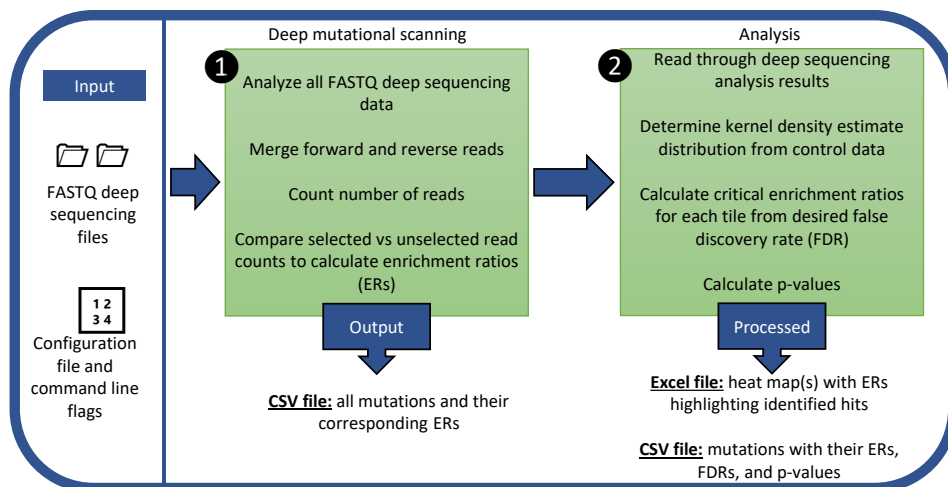 Input
FASTQ deep
sequencing
files
1 2
3 4
Configuration
file and
command line
flags
Deep mutational scanning
1
Analyze all FASTQ deep sequencing
data
Merge forward and reverse reads
Count number of reads
Compare selected vs unselected read
counts to calculate enrichment ratios
(ERs)
Output
CSV file: all mutations and their
corresponding ERs
Analysis
2
Read through deep sequencing
analysis results
Determine kernel density estimate
distribution from control data
Calculate critical enrichment ratios
for each tile from desired false
discovery rate (FDR)
Calculate p-values
Processed
Excel file: heat map(s) with ERs
highlighting identified hits
CSV file: mutations with their ERs,
FDRs, and p-values